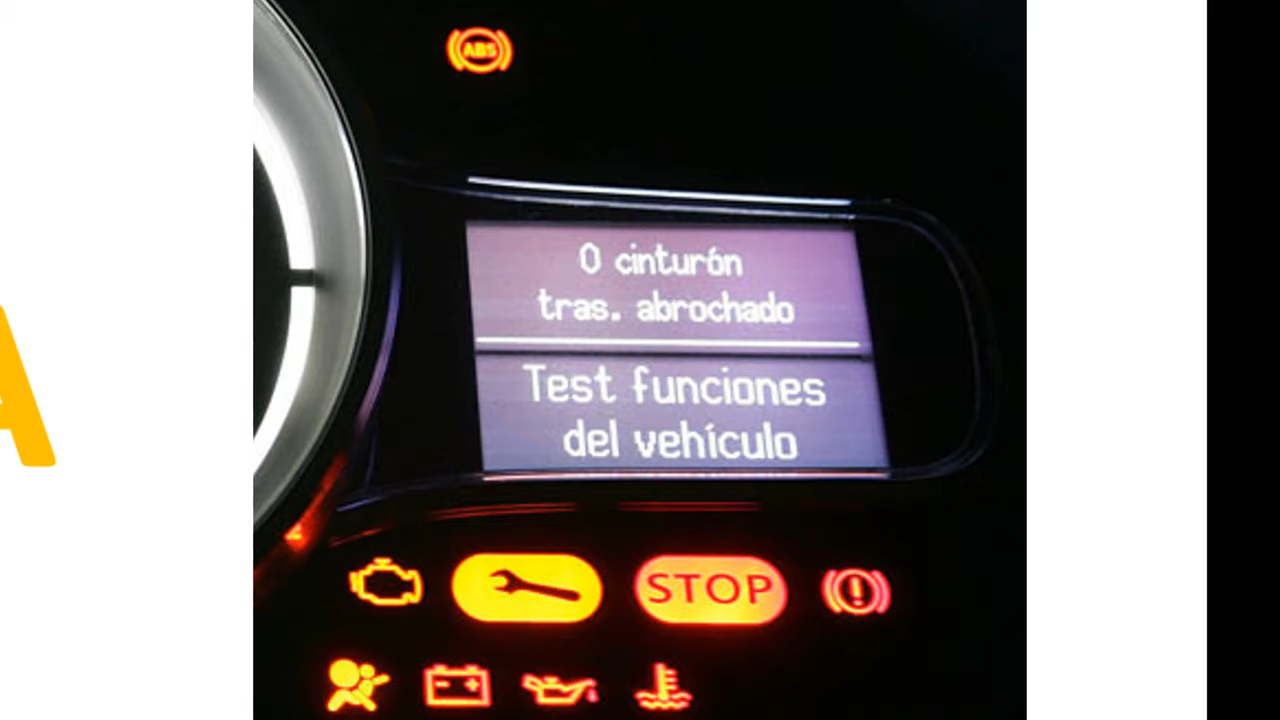 ABS
0 cinturón
tras. abrochado
Test funciones
del vehículo
STOP
A